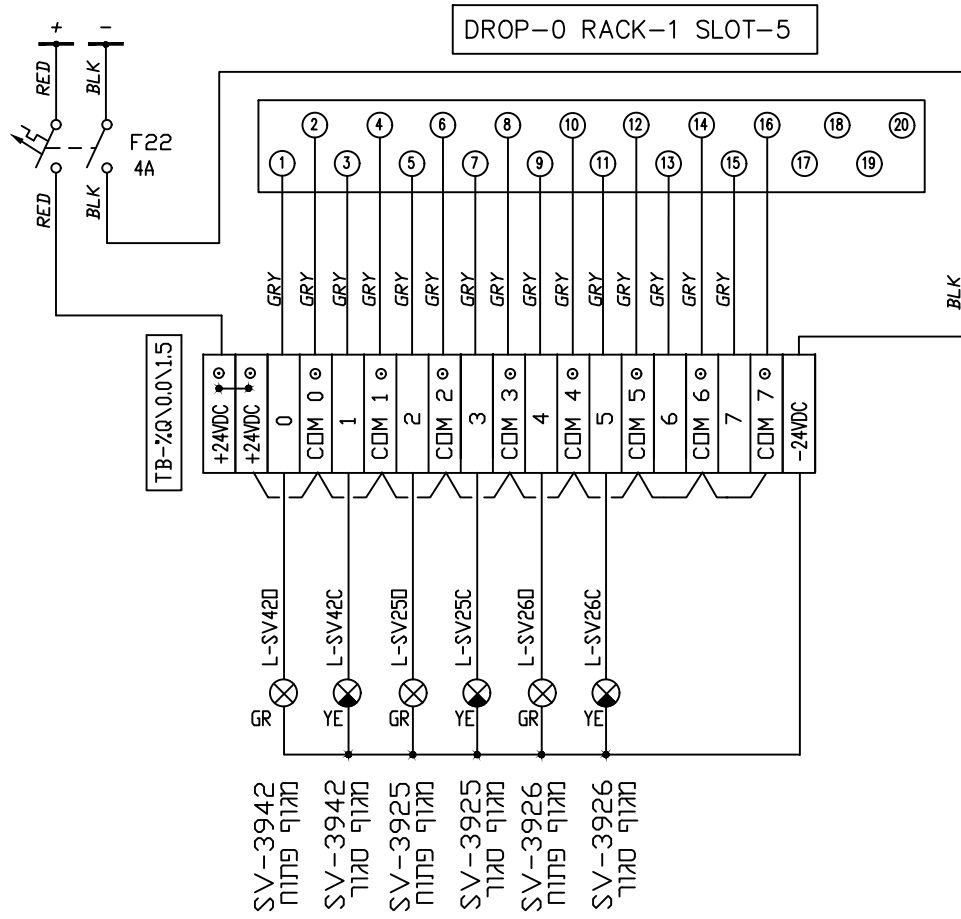 DROP-0 RACK-1 SLOT-5
+ -
RED BLK
F22
4A
RED BLK
2 4 6 8 10 12 14 16 18 20
1 3 5 7 9 11 13 15 17 19
GRY GRY GRY GRY GRY GRY GRY GRY GRY GRY GRY GRY GRY GRY GRY
BLK
TB-%Q\0.0\1.5
+24VDC
+24VDC
0
COM 0
1
COM 1
2
COM 2
3
COM 3
4
COM 4
5
COM 5
6
COM 6
7
COM 7
-24VDC
L-SV42O
L-SV42C
L-SV25O
L-SV25C
L-SV26O
L-SV26C
GR YE GR YE GR YE
SV-3942
מגוף פתוח
SV-3942
מגוף סגור
SV-3925
מגוף פתוח
SV-3925
מגוף סגור
SV-3926
מגוף פתוח
SV-3926
מגוף סגור